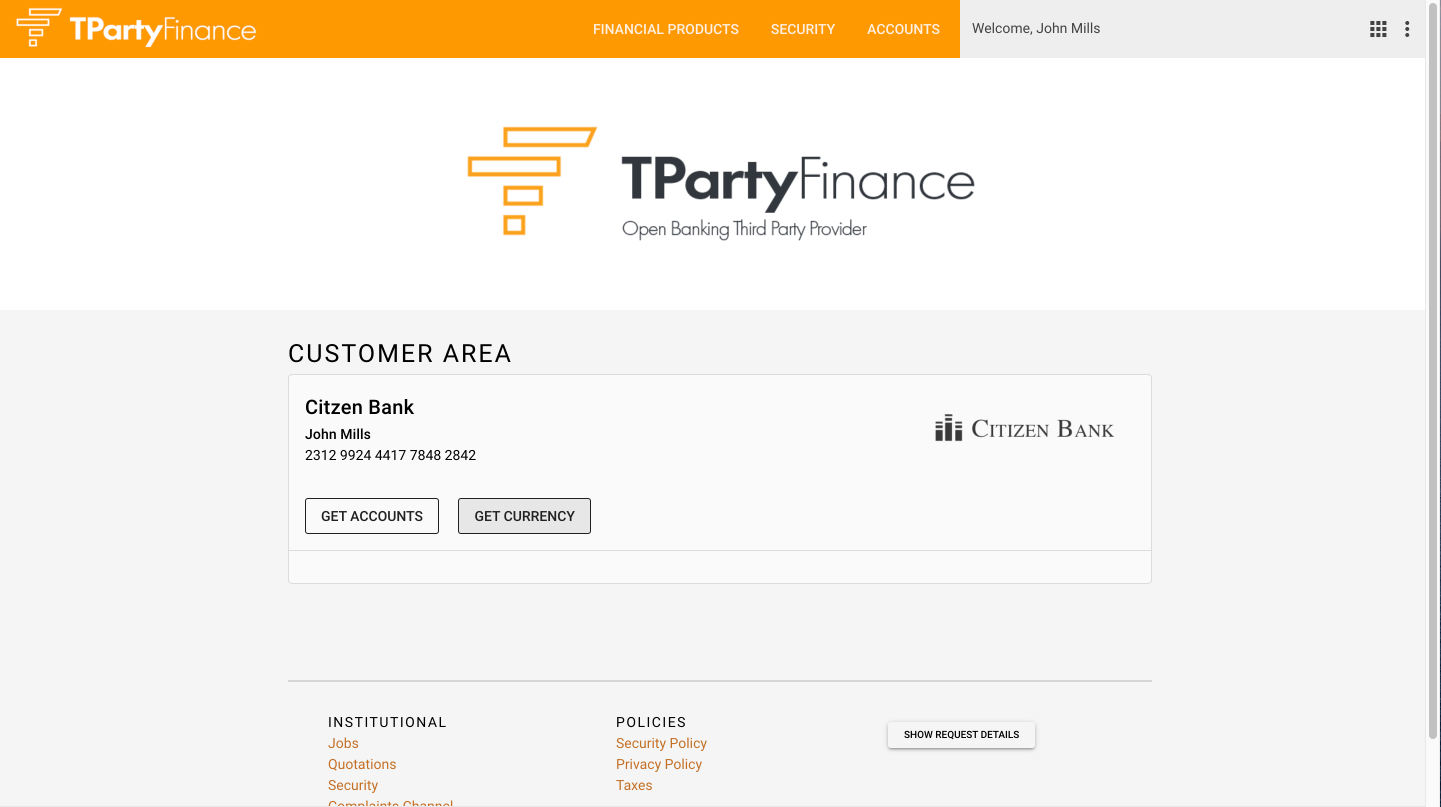 TPartyFinance
FINANCIAL PRODUCTS
SECURITY
ACCOUNTS
Welcome, John Mills
TPartyFinance
Open Banking Third Party Provider
CUSTOMER AREA
Citzen Bank
John Mills
2312 9924 4417 7848 2842
CITIZEN BANK
GET ACCOUNTS
GET CURRENCY
INSTITUTIONAL
Jobs
Quotations
Security
Complaints Channel
POLICIES
Security Policy
Privacy Policy
Taxes
SHOW REQUEST DETAILS